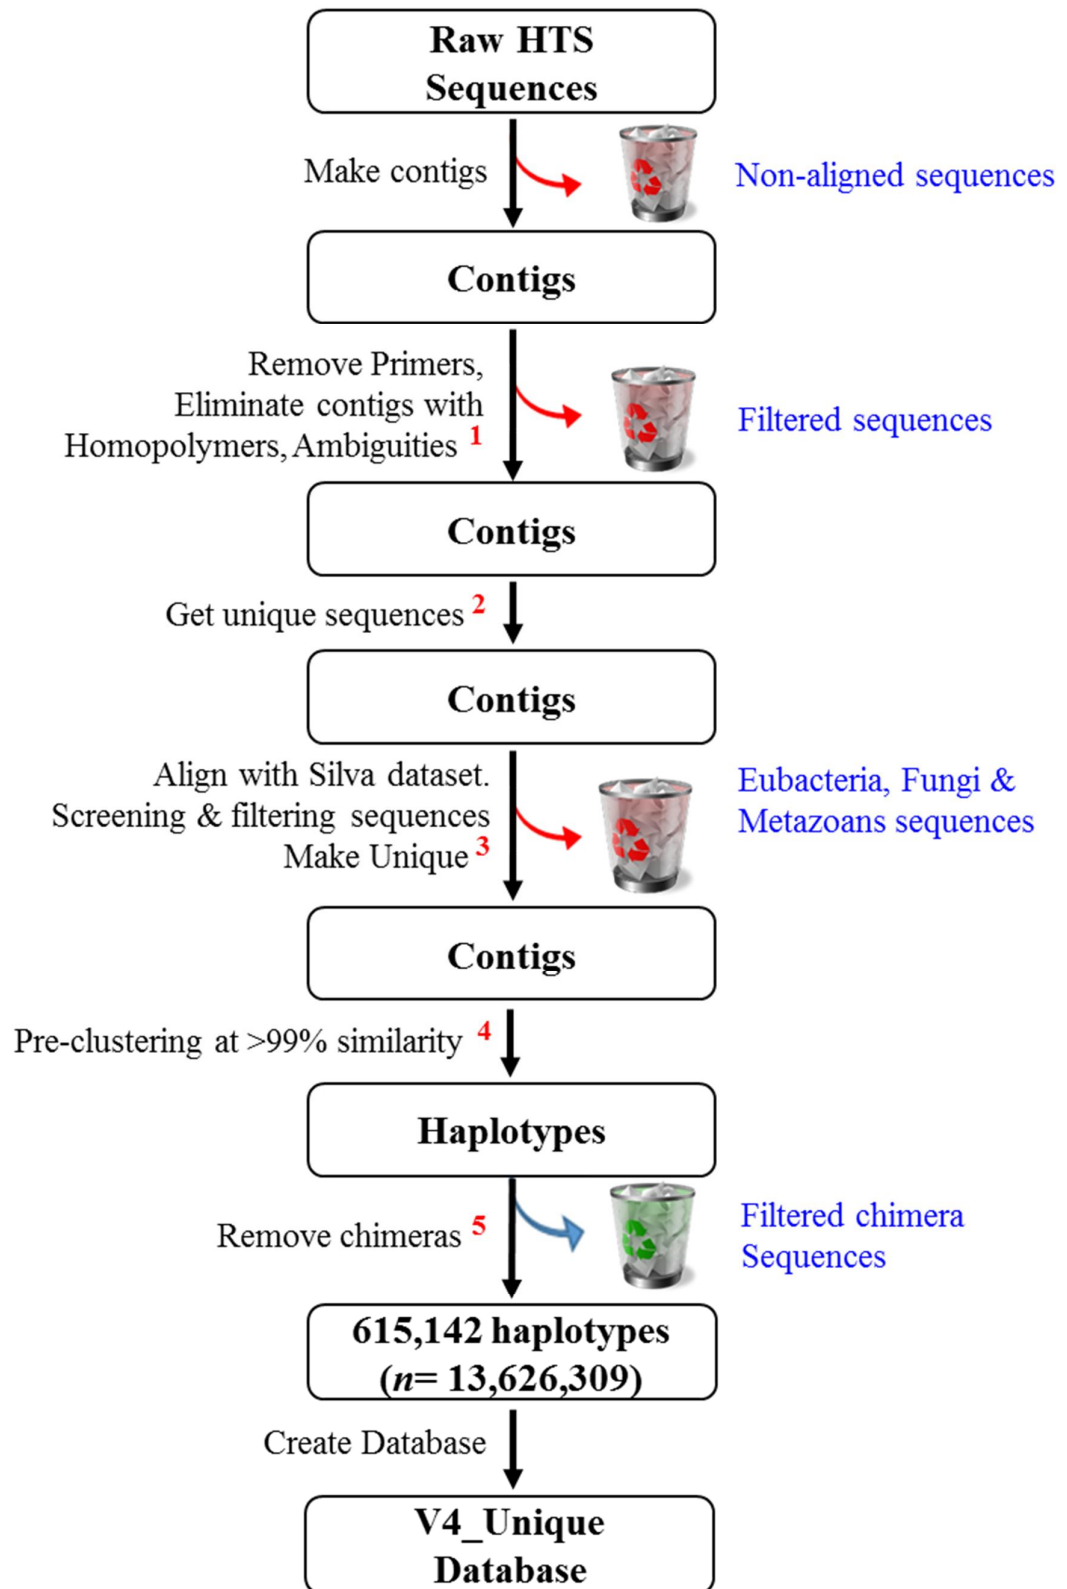 Raw HTS
Sequences
Make contigs
Non-aligned sequences
Contigs
Remove Primers,
Eliminate contigs with
Homopolymers, Ambiguities 1
Filtered sequences
Contigs
Get unique sequences 2
Contigs
Align with Silva dataset.
Screening & filtering sequences
Make Unique 3
Eubacteria, Fungi &
Metazoans sequences
Contigs
Pre-clustering at >99% similarity 4
Haplotypes
Remove chimeras 5
Filtered chimera
Sequences
615,142 haplotypes
(n= 13,626,309)
Create Database
V4_Unique
Database